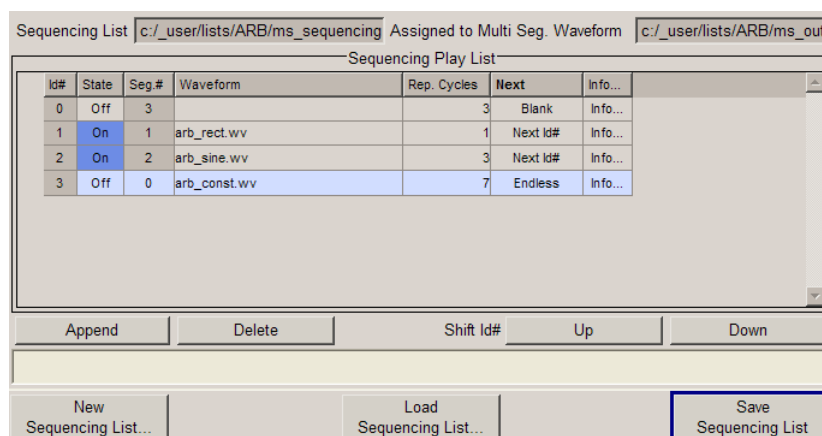 Sequencing List c:/_user/lists/ARB/ms_sequencing Assigned to Multi Seg. Waveform c:/_user/lists/ARB/ms_out
Sequencing Play List
Id# State Seg.# Waveform Rep. Cycles Next Info...
0 Off 3 3 Blank Info...
1 On 1 arb_rect.wv 1 Next Id# Info...
2 On 2 arb_sine.wv 3 Next Id# Info...
3 Off 0 arb_const.wv 7 Endless Info...
Append Delete Shift Id# Up Down
New Load Save
Sequencing List... Sequencing List... Sequencing List